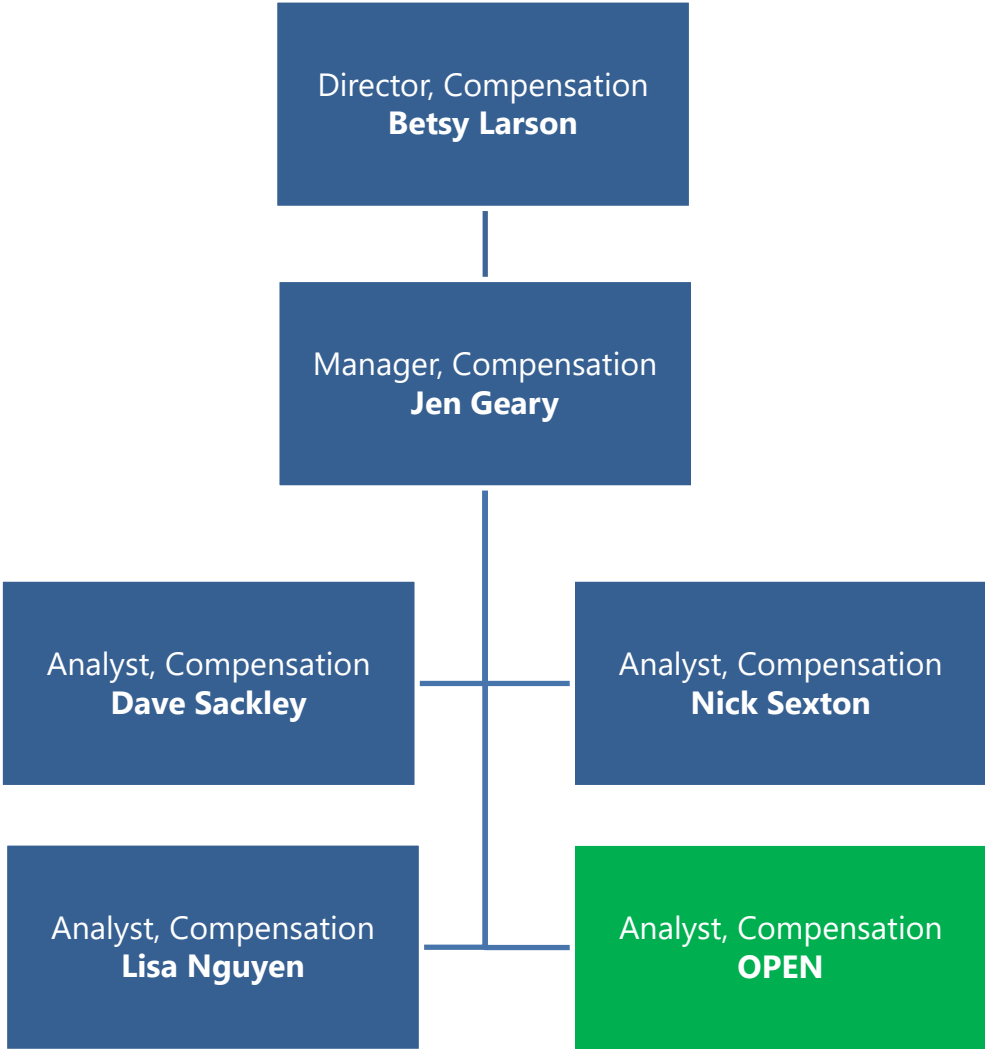 Director, Compensation
Betsy Larson
Manager, Compensation
Jen Geary
Analyst, Compensation
Dave Sackley
Analyst, Compensation
Nick Sexton
Analyst, Compensation
Lisa Nguyen
Analyst, Compensation
OPEN